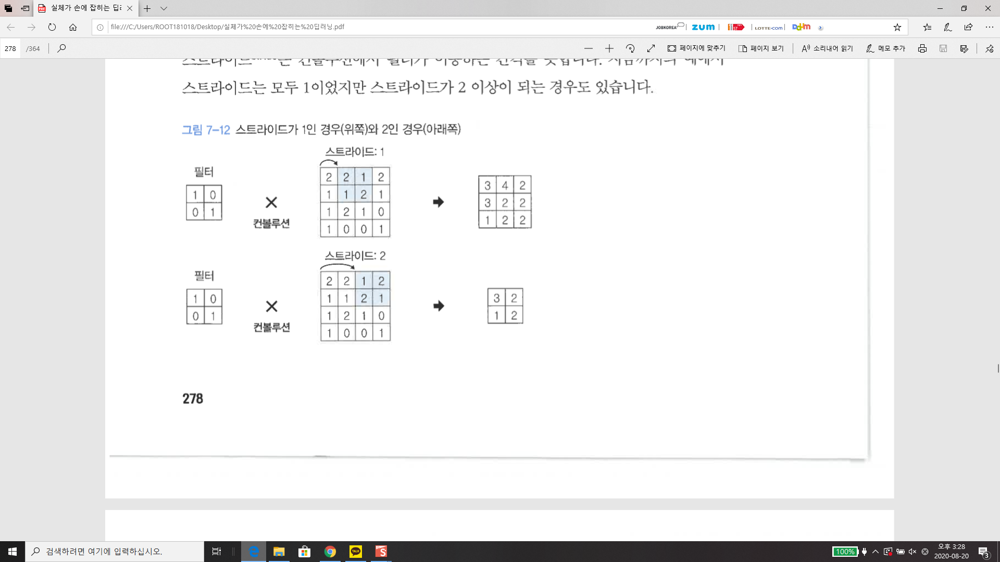 실체가 손에 잡히는 딥
file:///C:/Users/ROOT181018/Desktop/실체가%20손에%20잡히는%20딥러닝.pdf
JOBKOREA
zum
11ST
LOTTE.COM
278 /364
페이지에 맞추기
페이지 보기
소리내어 읽기
메모 추가
스트라이드는 모두 1이었지만 스트라이드가 2 이상이 되는 경우도 있습니다.
그림 7-12 스트라이드가 1인 경우(위쪽)와 2인 경우(아래쪽)
스트라이드: 1
필터
1 0
0 1
컨볼루션
2 2 1 2
1 1 2 1
1 2 1 0
1 0 0 1
3 4 2
3 2 2
1 2 2
스트라이드: 2
필터
1 0
0 1
컨볼루션
2 2 1 2
1 1 2 1
1 2 1 0
1 0 0 1
3 2
1 2
278
검색하려면 여기에 입력하십시오.
TALK
S
100%
오후 3:28
2020-08-20
3